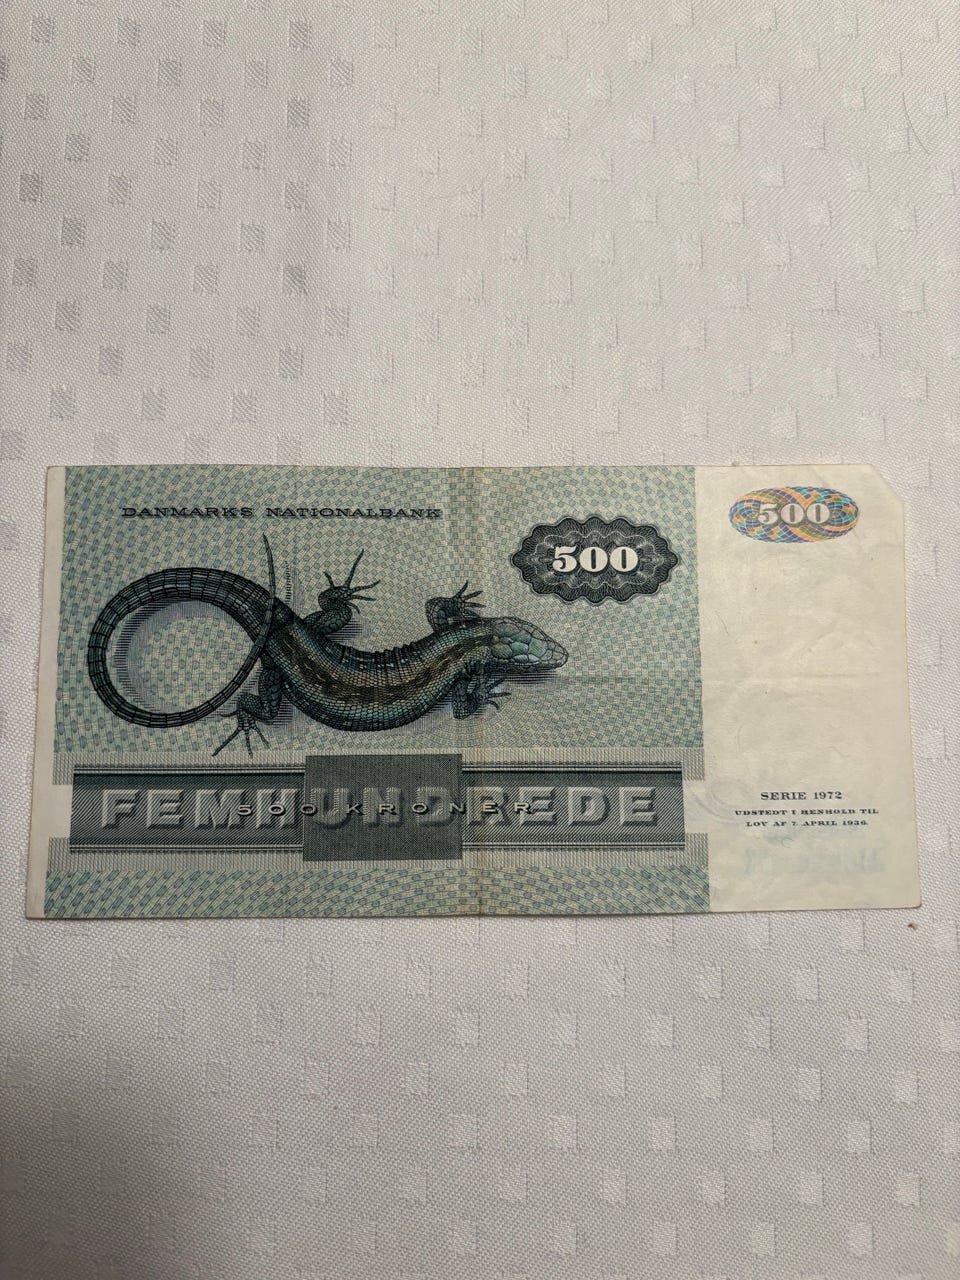 DANMARKS NATIONALBANK
500
500
FEMHUNDREDE
500 KRONER
SERIE 1972
UDSTEDT I HENHOLD TIL
LOV AF 7. APRIL 1936.